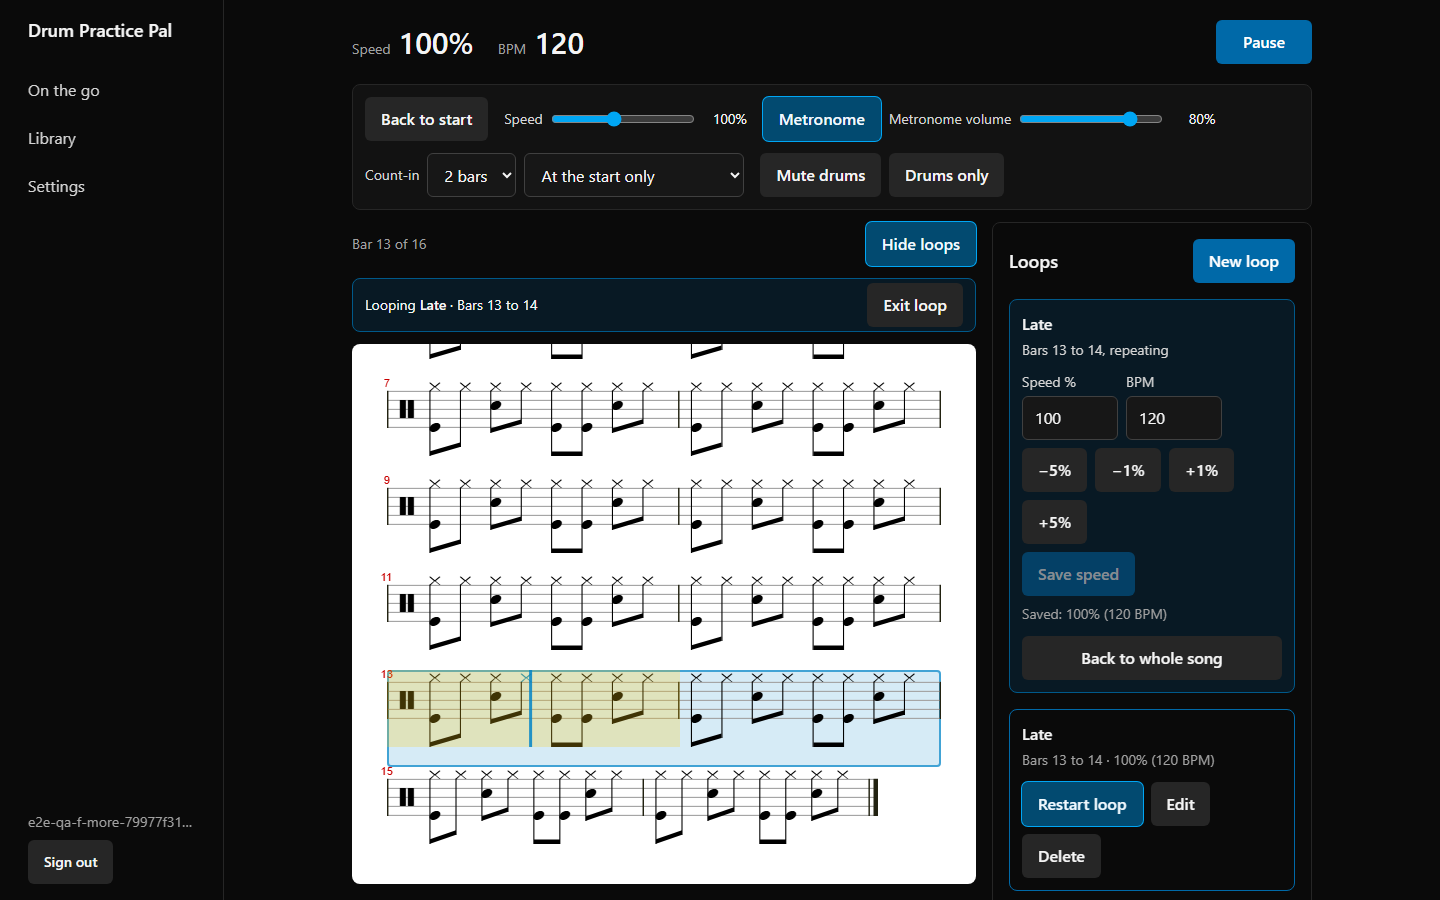 Drum Practice Pal
On the go
Library
Settings
e2e-qa-f-more-79977f31...
Sign out
Speed 100% BPM 120
Pause
Back to start Speed 100% Metronome Metronome volume 80%
Count-in 2 bars At the start only Mute drums Drums only
Bar 13 of 16
Hide loops
Looping Late · Bars 13 to 14
Exit loop
7
9
11
13
15
Loops
New loop
Late
Bars 13 to 14, repeating
Speed % BPM
100 120
−5% −1% +1%
+5%
Save speed
Saved: 100% (120 BPM)
Back to whole song
Late
Bars 13 to 14 · 100% (120 BPM)
Restart loop Edit
Delete